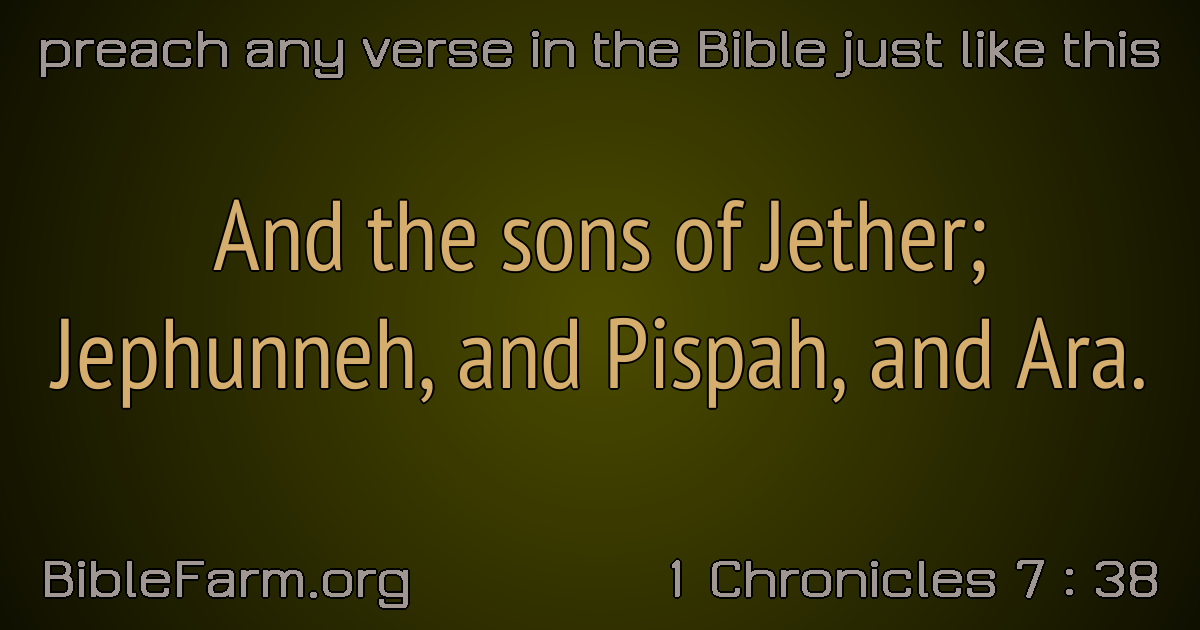 preach any verse in the Bible just like this
And the sons of Jether;
Jephunneh, and Pispah, and Ara.
BibleFarm.org
1 Chronicles 7 : 38